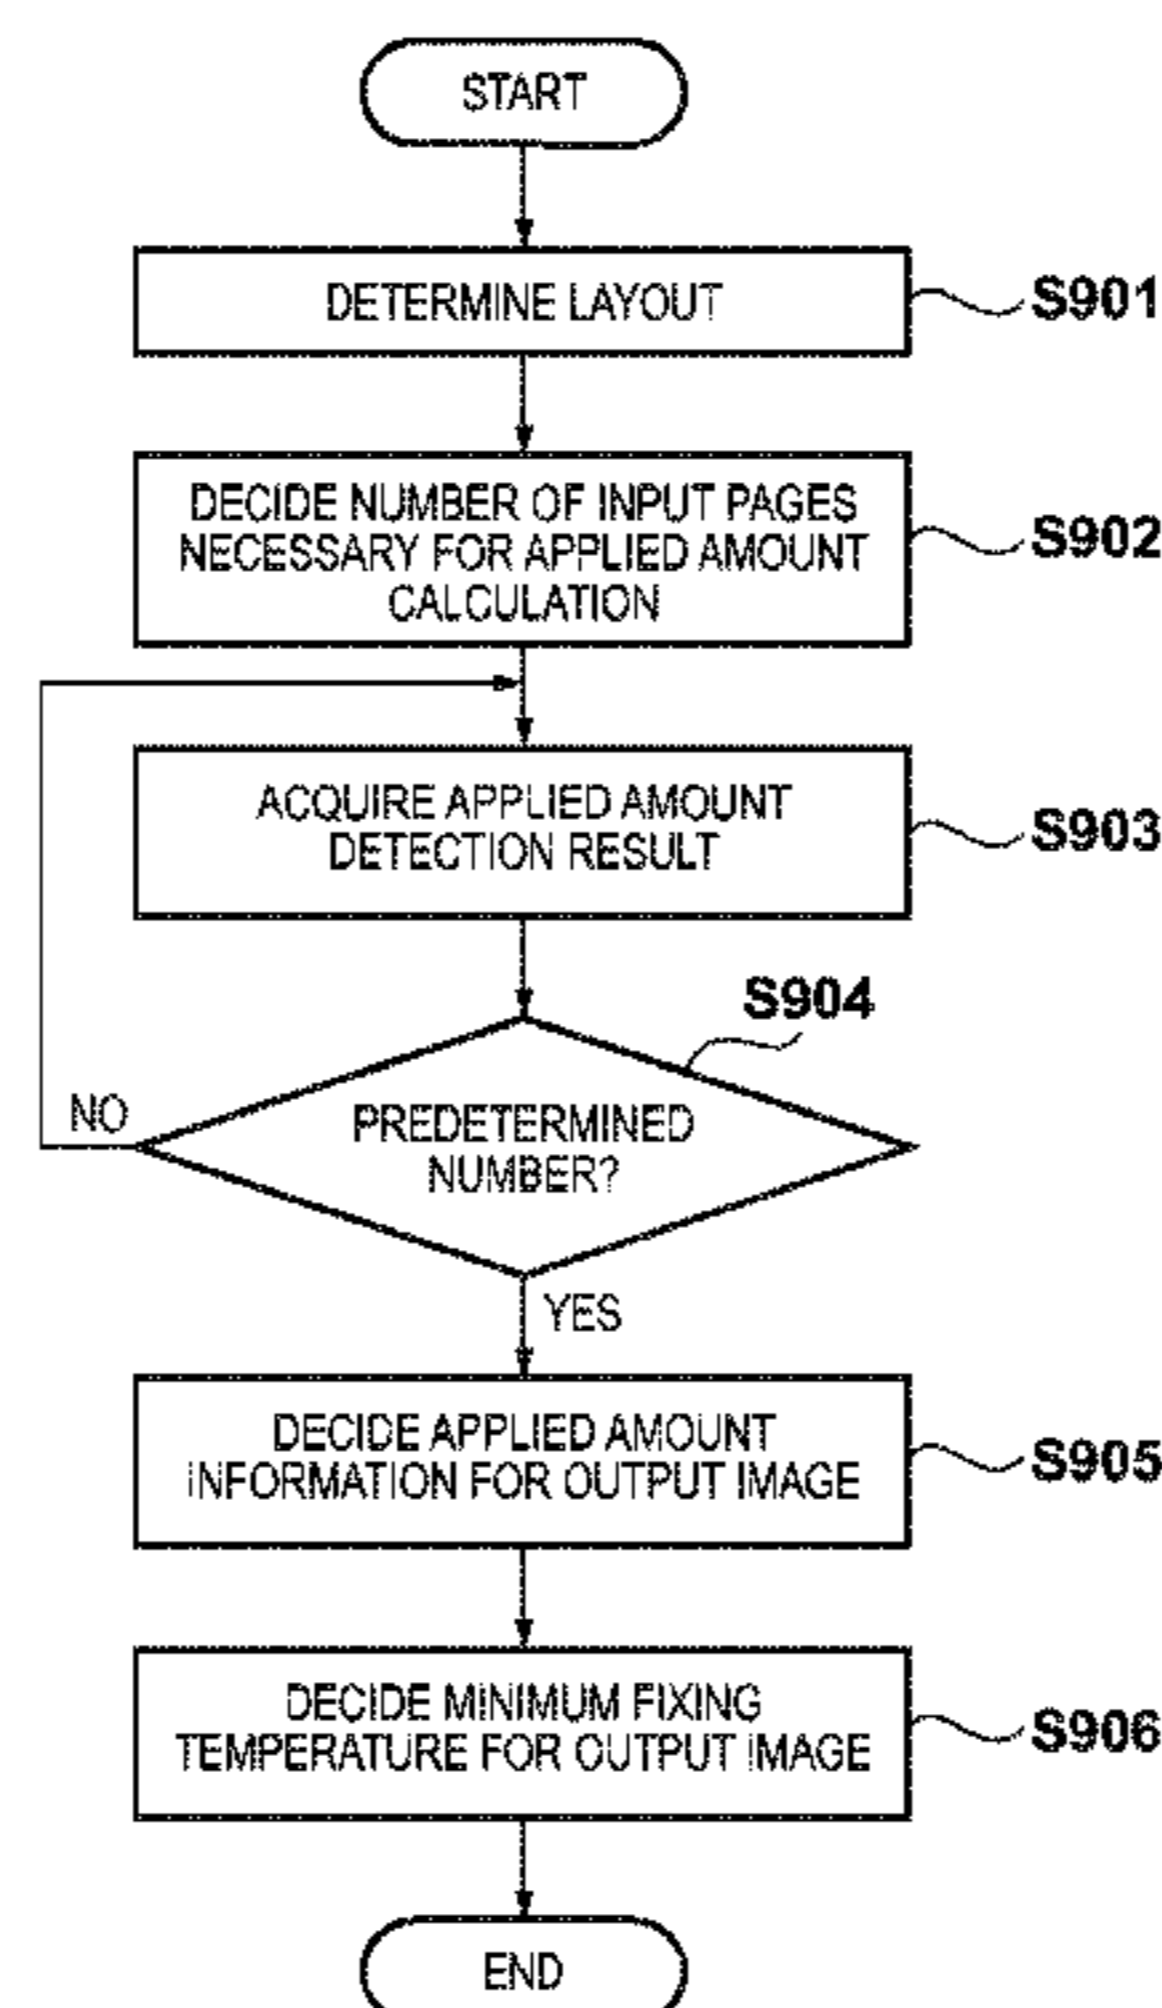 START
DETERMINE LAYOUT
S901
DECIDE NUMBER OF INPUT PAGES
NECESSARY FOR APPLIED AMOUNT
CALCULATION
S902
ACQUIRE APPLIED AMOUNT
DETECTION RESULT
S903
S904
NO
PREDETERMINED
NUMBER?
YES
DECIDE APPLIED AMOUNT
INFORMATION FOR OUTPUT IMAGE
S905
DECIDE MINIMUM FIXING
TEMPERATURE FOR OUTPUT IMAGE
S906
END